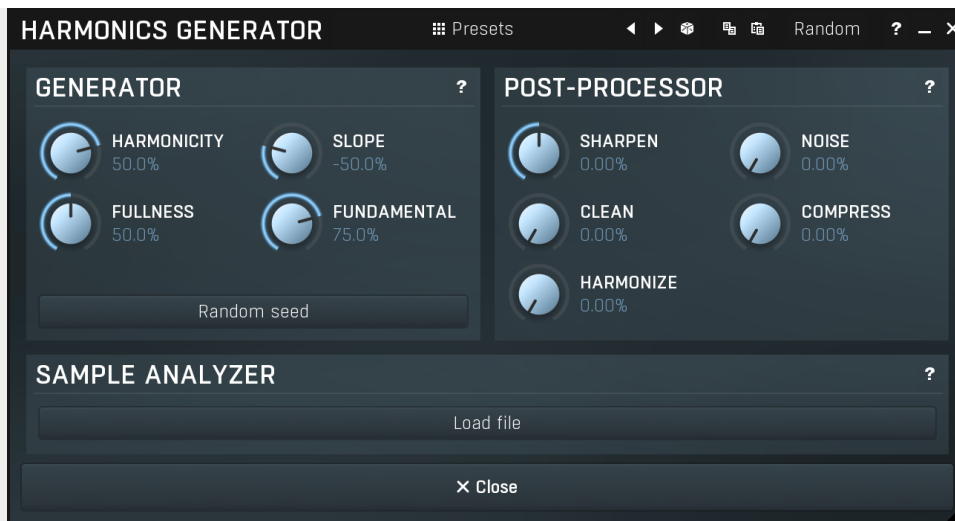 HARMONICS GENERATOR Presets Random ?
GENERATOR ?
HARMONICITY
50.0%
SLOPE
-50.0%
FULLNESS
50.0%
FUNDAMENTAL
75.0%
Random seed
POST-PROCESSOR ?
SHARPEN
0.00%
NOISE
0.00%
CLEAN
0.00%
COMPRESS
0.00%
HARMONIZE
0.00%
SAMPLE ANALYZER ?
Load file
Close